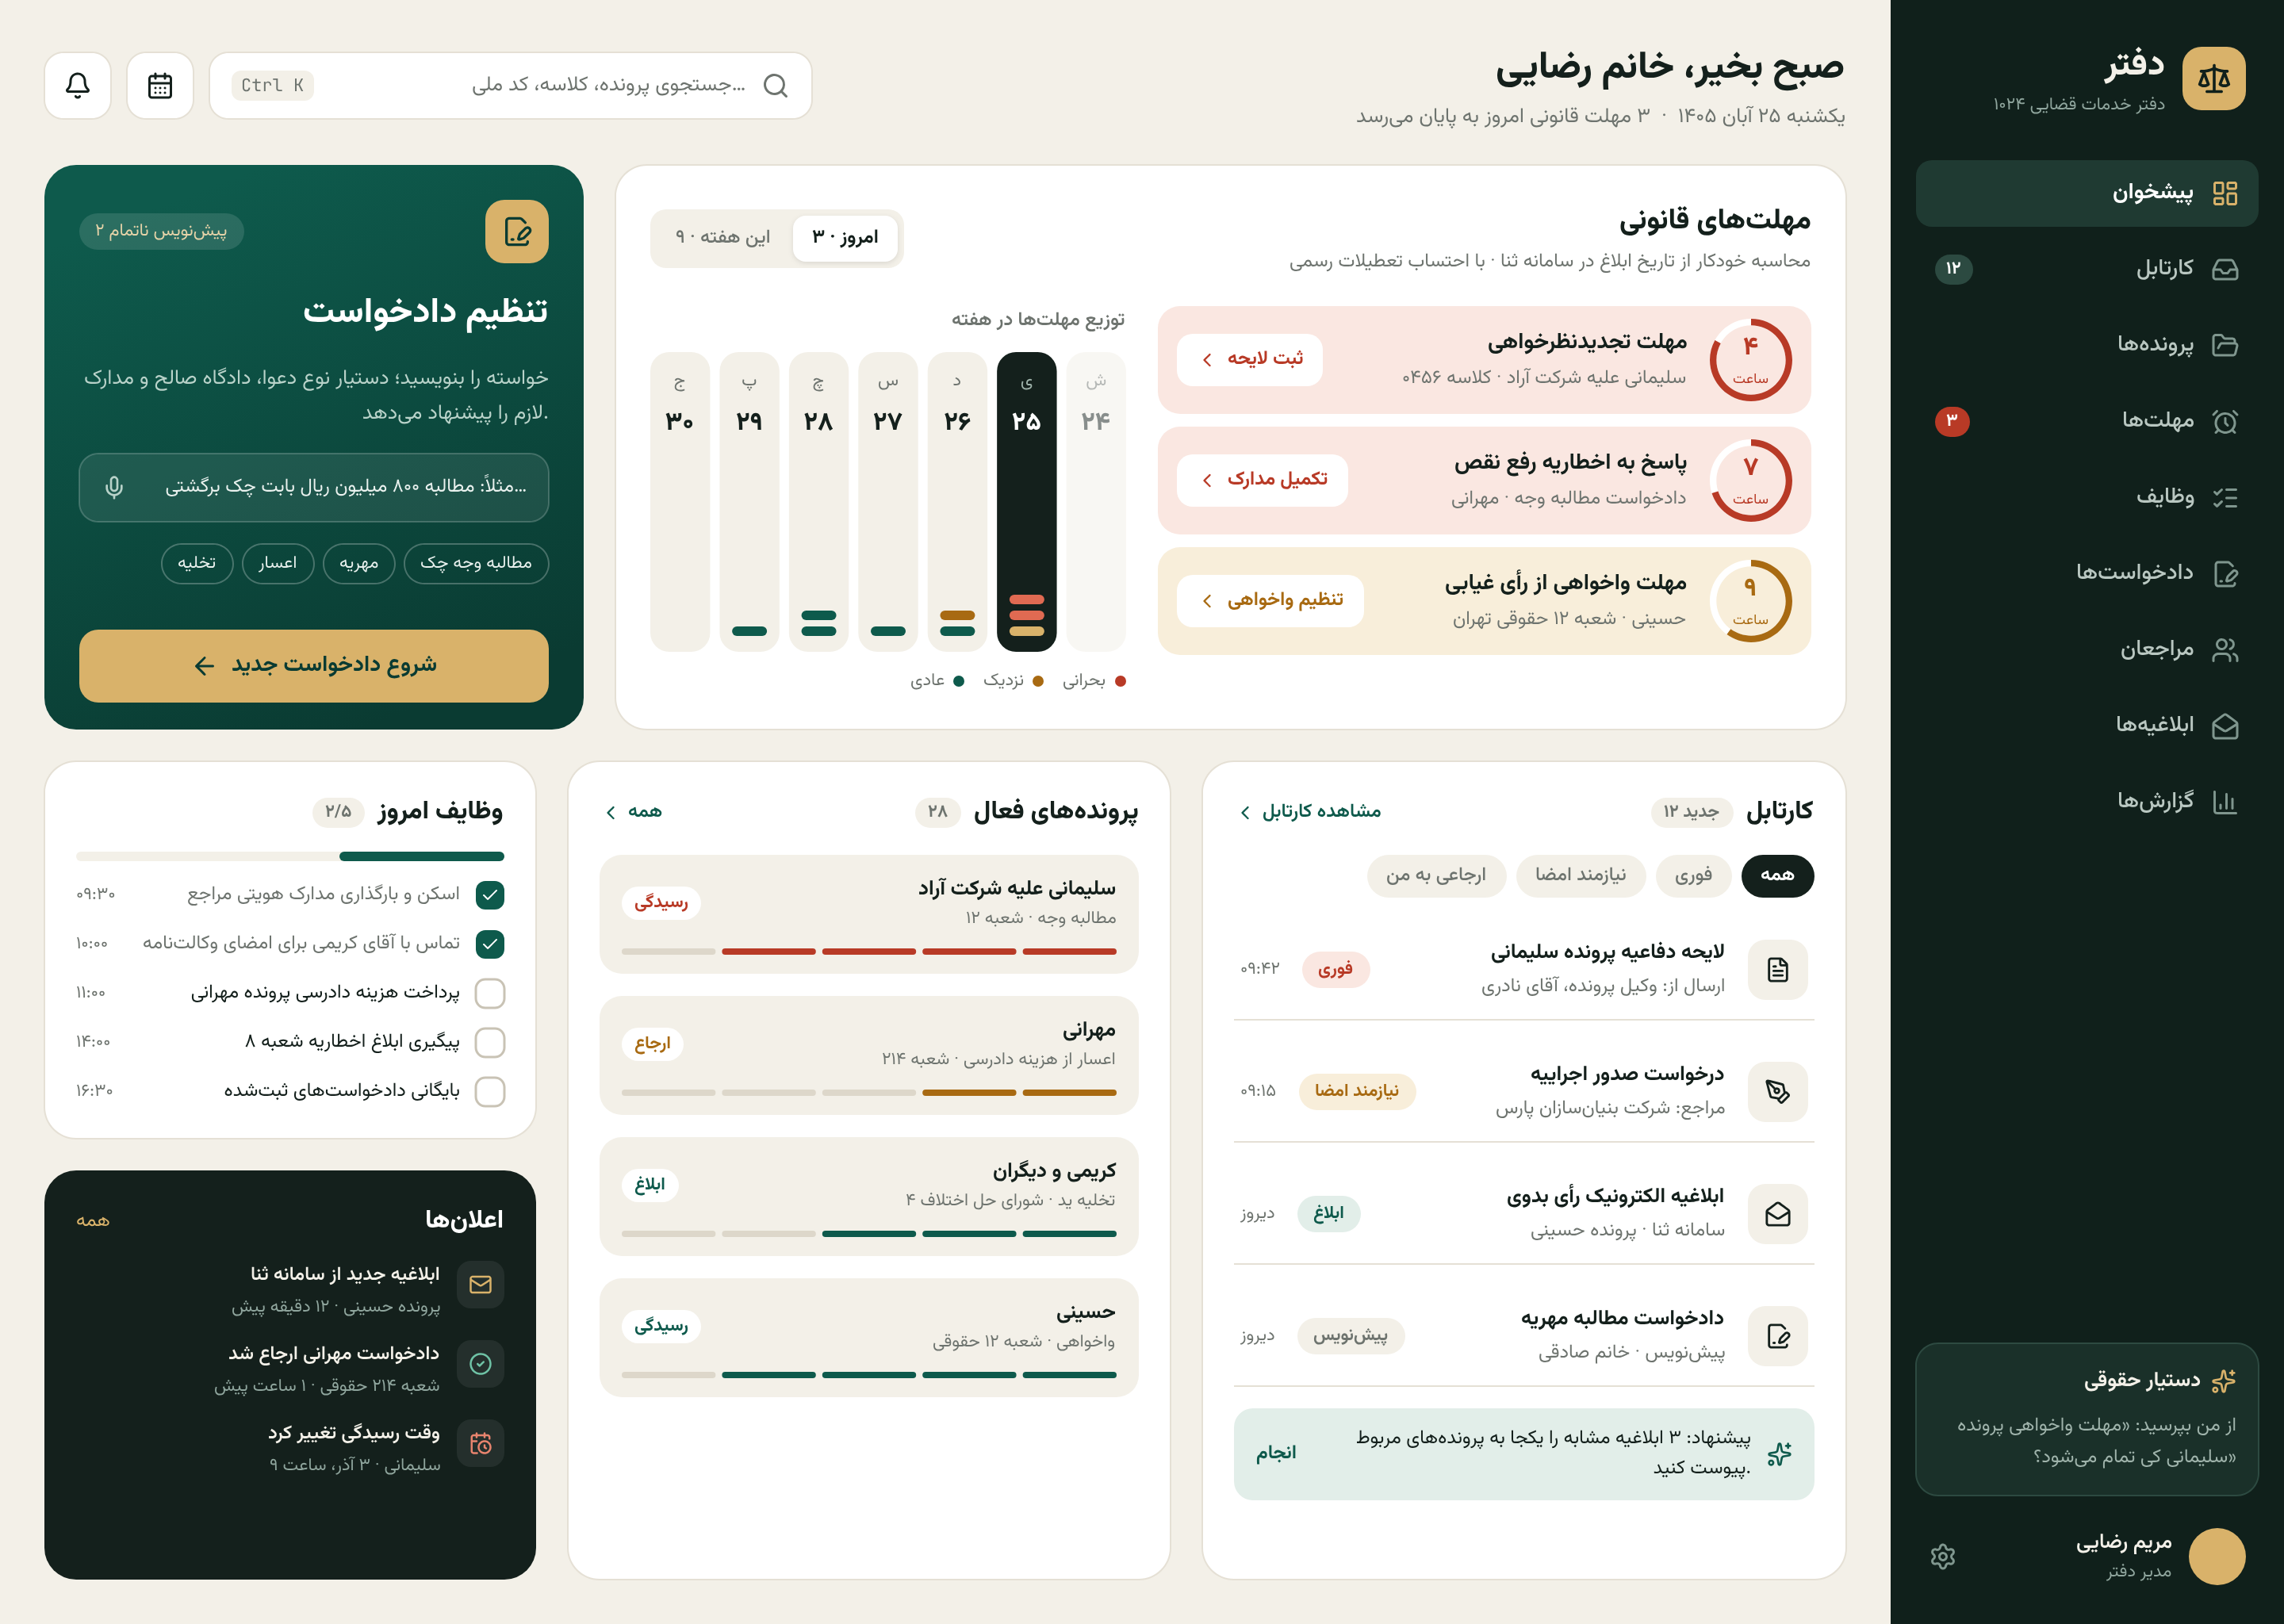 دفتر
دفتر خدمات قضایی ۱۰۲۴
پیشخوان
کارتابل
۱۲
پرونده‌ها
مهلت‌ها
۳
وظایف
دادخواست‌ها
مراجعان
ابلاغیه‌ها
گزارش‌ها
دستیار حقوقی
از من بپرسید: «مهلت واخواهی پرونده
سلیمانی کی تمام می‌شود؟»
مریم رضایی
مدیر دفتر
صبح بخیر، خانم رضایی
یکشنبه ۲۵ آبان ۱۴۰۵ · ۳ مهلت قانونی امروز به پایان می‌رسد
جستجوی پرونده، کلاسه، کد ملی...
Ctrl K
مهلت‌های قانونی
محاسبه خودکار از تاریخ ابلاغ در سامانه ثنا · با احتساب تعطیلات رسمی
امروز · ۳
این هفته · ۹
۴
ساعت
مهلت تجدیدنظرخواهی
سلیمانی علیه شرکت آراد · کلاسه ۰۴۵۶
ثبت لایحه
۷
ساعت
پاسخ به اخطاریه رفع نقص
دادخواست مطالبه وجه · مهرانی
تکمیل مدارک
۹
ساعت
مهلت واخواهی از رأی غیابی
حسینی · شعبه ۱۲ حقوقی تهران
تنظیم واخواهی
توزیع مهلت‌ها در هفته
ش ی د س چ پ ج
۲۴ ۲۵ ۲۶ ۲۷ ۲۸ ۲۹ ۳۰
بحرانی
نزدیک
عادی
۲ پیش‌نویس ناتمام
تنظیم دادخواست
خواسته را بنویسید؛ دستیار نوع دعوا، دادگاه صالح و مدارک
لازم را پیشنهاد می‌دهد.
مثلاً: مطالبه ۸۰۰ میلیون ریال بابت چک برگشتی...
مطالبه وجه چک
مهریه
اعسار
تخلیه
شروع دادخواست جدید
کارتابل
۱۲ جدید
مشاهده کارتابل
همه
فوری
نیازمند امضا
ارجاعی به من
لایحه دفاعیه پرونده سلیمانی
ارسال از: وکیل پرونده، آقای نادری
فوری
۰۹:۴۲
درخواست صدور اجراییه
مراجع: شرکت بنیان‌سازان پارس
نیازمند امضا
۰۹:۱۵
ابلاغیه الکترونیک رأی بدوی
سامانه ثنا · پرونده حسینی
ابلاغ
دیروز
دادخواست مطالبه مهریه
پیش‌نویس · خانم صادقی
پیش‌نویس
دیروز
پیشنهاد: ۳ ابلاغیه مشابه را یکجا به پرونده‌های مربوط
پیوست کنید.
انجام
پرونده‌های فعال
۲۸
همه
سلیمانی علیه شرکت آراد
مطالبه وجه · شعبه ۱۲
رسیدگی
مهرانی
اعسار از هزینه دادرسی · شعبه ۲۱۴
ارجاع
کریمی و دیگران
تخلیه ید · شورای حل اختلاف ۴
ابلاغ
حسینی
واخواهی · شعبه ۱۲ حقوقی
رسیدگی
وظایف امروز
۲/۵
اسکن و بارگذاری مدارک هویتی مراجع
۰۹:۳۰
تماس با آقای کریمی برای امضای وکالت‌نامه
۱۰:۰۰
پرداخت هزینه دادرسی پرونده مهرانی
۱۱:۰۰
پیگیری ابلاغ اخطاریه شعبه ۸
۱۴:۰۰
بایگانی دادخواست‌های ثبت‌شده
۱۶:۳۰
اعلان‌ها
همه
ابلاغیه جدید از سامانه ثنا
پرونده حسینی · ۱۲ دقیقه پیش
دادخواست مهرانی ارجاع شد
شعبه ۲۱۴ حقوقی · ۱ ساعت پیش
وقت رسیدگی تغییر کرد
سلیمانی · ۳ آذر، ساعت ۹